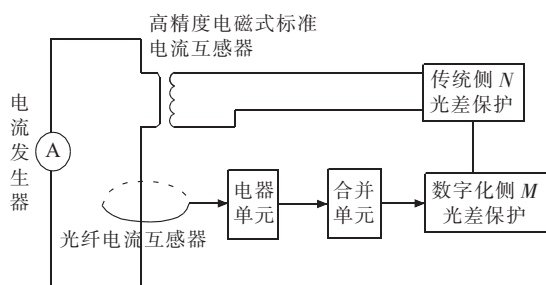 高精度电磁式标准
电流互感器
传统侧 N
光差保护
电流发生器
A
电器
单元
合并
单元
数字化侧 M
光差保护
光纤电流互感器